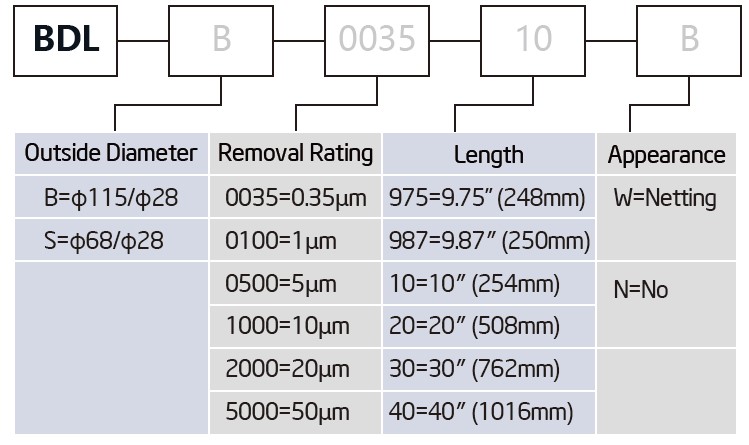 BDL B 0035 10 B
Outside Diameter Removal Rating Length Appearance
B=φ115/φ28 0035=0.35μm 975=9.75″ (248mm) W=Netting
S=φ68/φ28 0100=1μm 987=9.87″ (250mm)
0500=5μm 10=10″ (254mm) N=No
1000=10μm 20=20″ (508mm)
2000=20μm 30=30″ (762mm)
5000=50μm 40=40″ (1016mm)